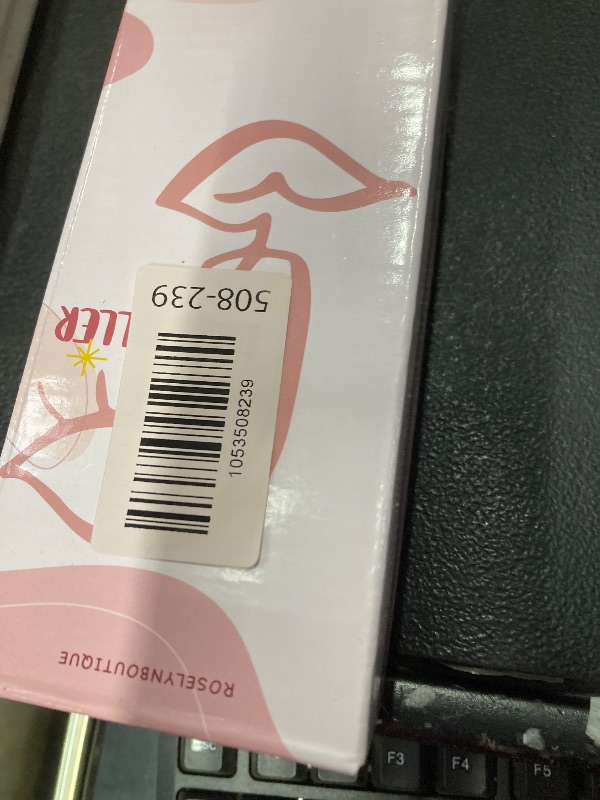 508-239
LLER
1053508239
ROSELYNBOUTIQUE
F3
F4
F5